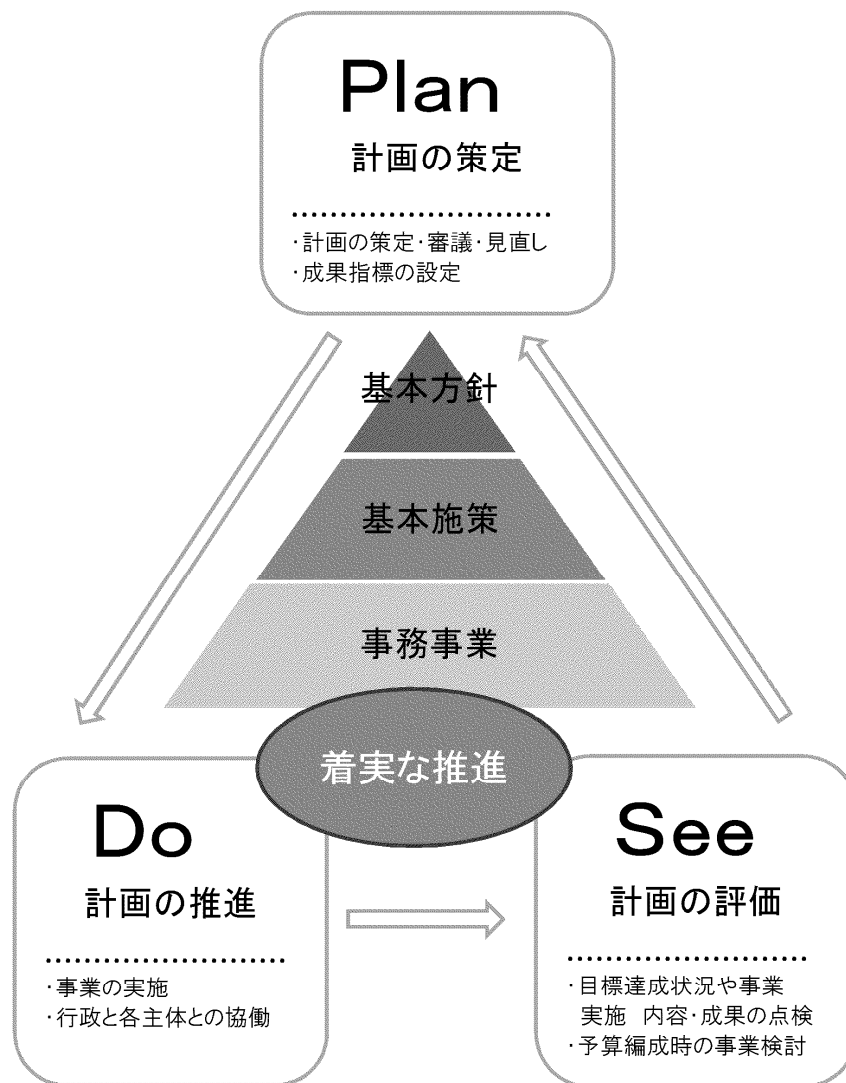 Plan
計画の策定
・計画の策定・審議・見直し
・成果指標の設定
基本方針
基本施策
事務事業
着実な推進
Do
計画の推進
・事業の実施
・行政と各主体との協働
See
計画の評価
・目標達成状況や事業
実施　内容・成果の点検
・予算編成時の事業検討